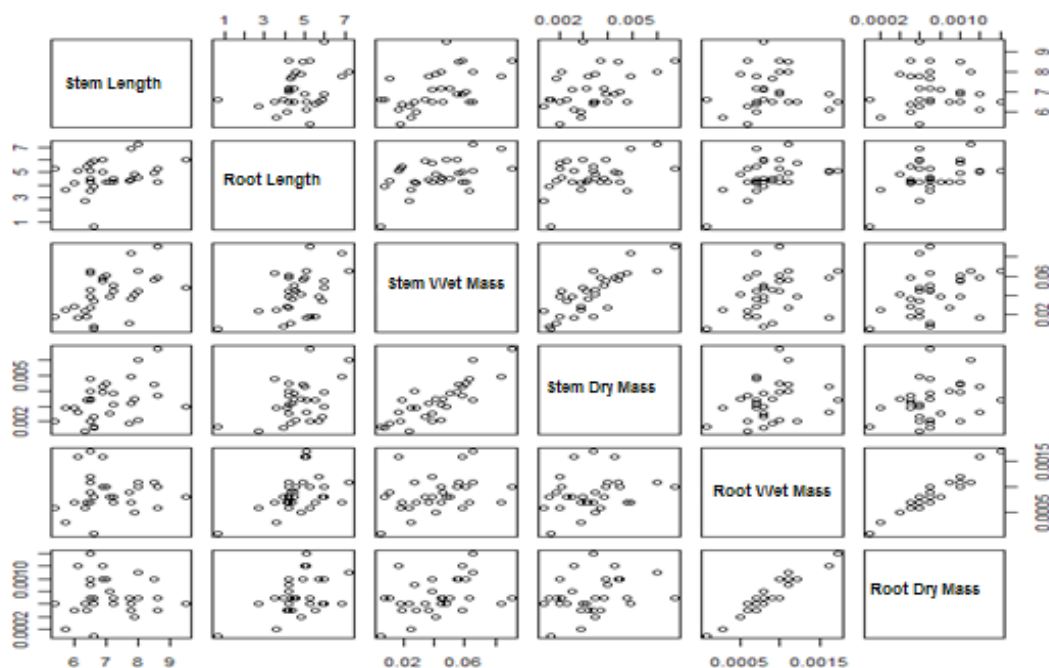 1 3 5 7
0.002 0.005
0.0002 0.0010
Stem Length
6 7 8 9
1 3 5 7
Root Length
Stem Wet Mass
0.02 0.06
0.002 0.005
Stem Dry Mass
Root Wet Mass
0.0005 0.0015
0.0002 0.0010
Root Dry Mass
6 7 8 9
0.02 0.06
0.0005 0.0015